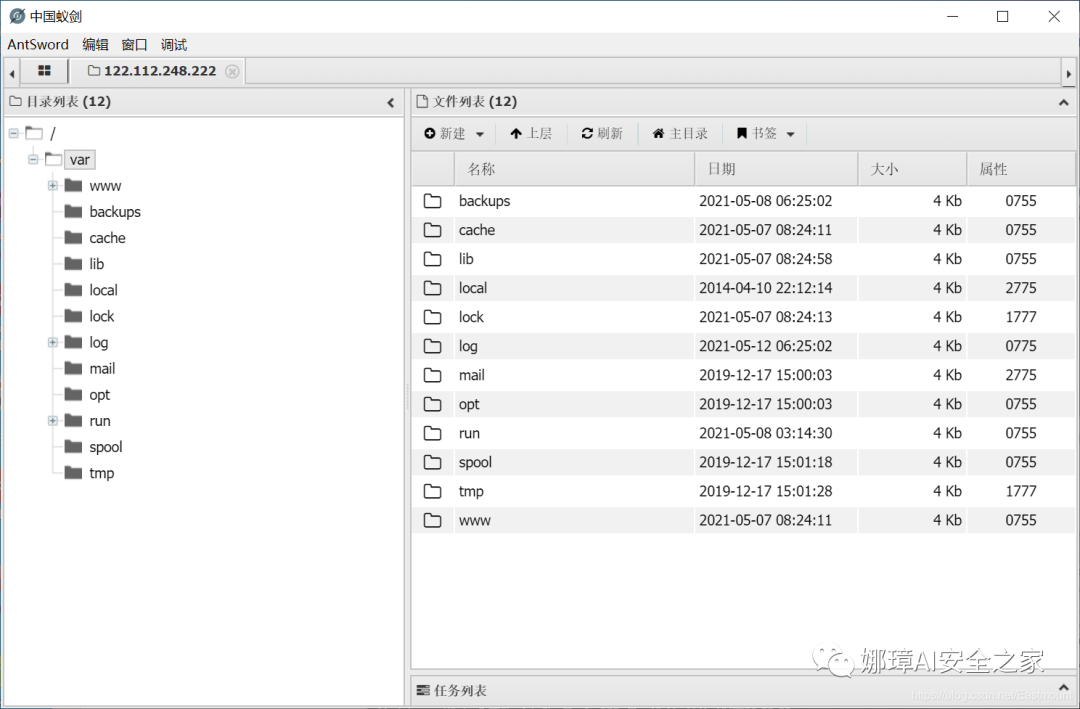 中国蚁剑
AntSword 编辑 窗口 调试
122.112.248.222
目录列表 (12)
/
var
www
backups
cache
lib
local
lock
log
mail
opt
run
spool
tmp
文件列表 (12)
新建 上层 刷新 主目录 书签
名称 日期 大小 属性
backups 2021-05-08 06:25:02 4 Kb 0755
cache 2021-05-07 08:24:11 4 Kb 0755
lib 2021-05-07 08:24:58 4 Kb 0755
local 2014-04-10 22:12:14 4 Kb 2775
lock 2021-05-07 08:24:13 4 Kb 1777
log 2021-05-12 06:25:02 4 Kb 0775
mail 2019-12-17 15:00:03 4 Kb 2775
opt 2019-12-17 15:00:03 4 Kb 0755
run 2021-05-08 03:14:30 4 Kb 0755
spool 2019-12-17 15:01:18 4 Kb 0755
tmp 2019-12-17 15:01:28 4 Kb 1777
www 2021-05-07 08:24:11 4 Kb 0755
娜璋AI安全之家
任务列表